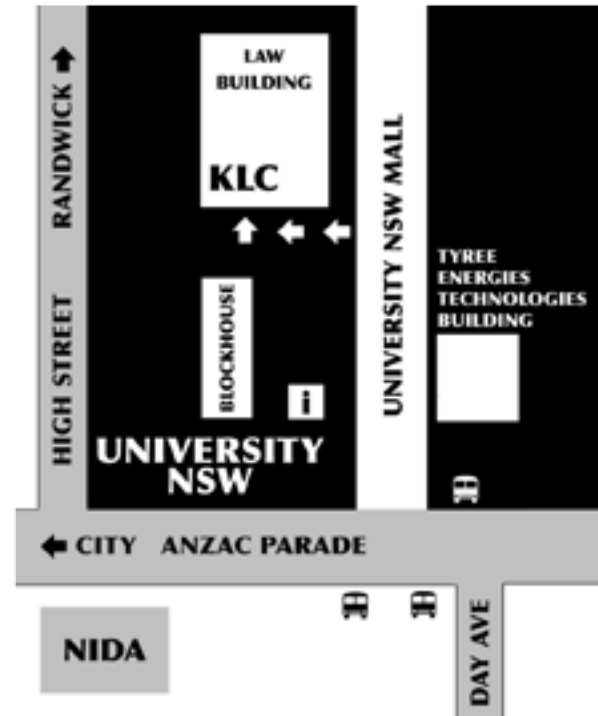 LAW
BUILDING
KLC
RANDWICK
HIGH STREET
UNIVERSITY NSW MALL
TYREE
ENERGIES
TECHNOLOGIES
BUILDING
BLOCKHOUSE
i
UNIVERSITY
NSW
CITY ANZAC PARADE
NIDA
DAY AVE